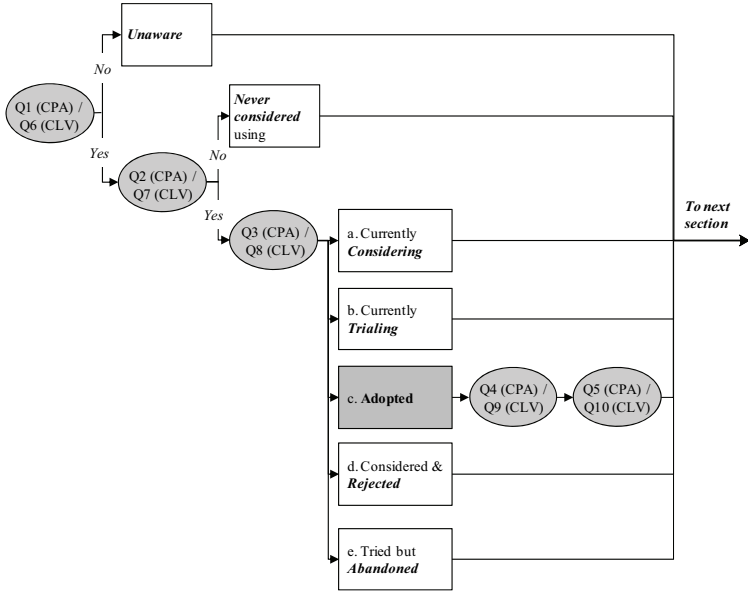 Unaware
No
Q1 (CPA) /
Q6 (CLV)
Yes
Never
considered
using
No
Q2 (CPA) /
Q7 (CLV)
Yes
Q3 (CPA) /
Q8 (CLV)
a. Currently
Considering
To next
section
b. Currently
Trialing
c. Adopted
Q4 (CPA) /
Q9 (CLV)
Q5 (CPA) /
Q10 (CLV)
d. Considered &
Rejected
e. Tried but
Abandoned